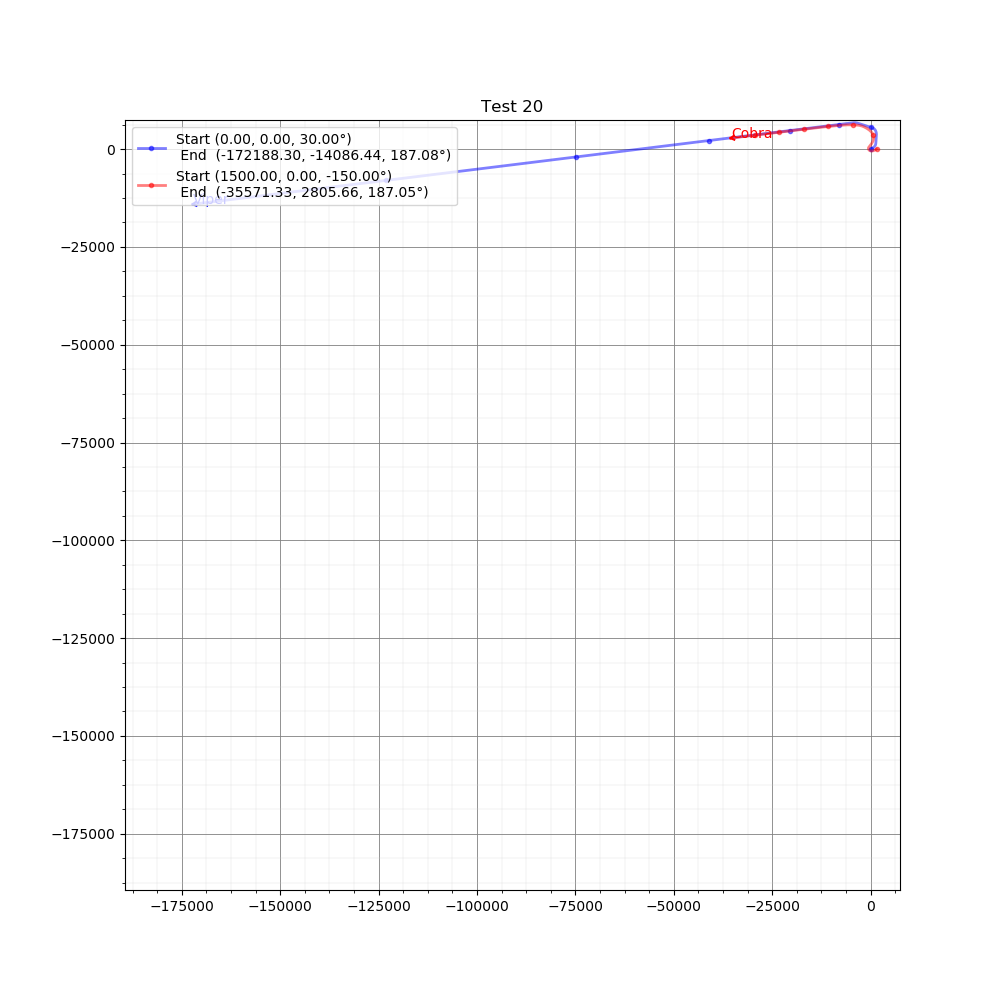 Test 20
Start (0.00, 0.00, 30.00°)
End (-172188.30, -14086.44, 187.08°)
Start (1500.00, 0.00, -150.00°)
End (-35571.33, 2805.66, 187.05°)
Cobra
Viper
0
−25000
−50000
−75000
−100000
−125000
−150000
−175000
−175000
−150000
−125000
−100000
−75000
−50000
−25000
0